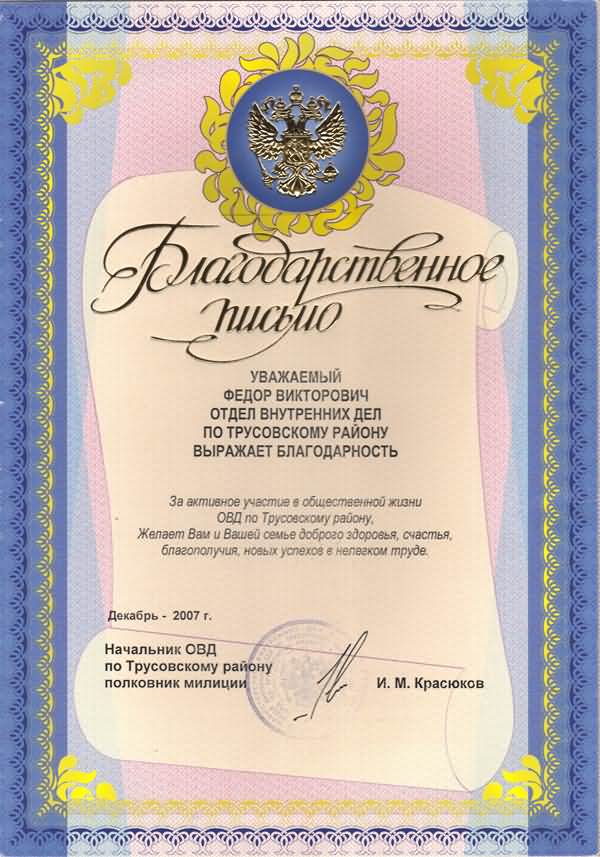 Благодарственное
письмо
УВАЖАЕМЫЙ
ФЕДОР ВИКТОРОВИЧ
ОТДЕЛ ВНУТРЕННИХ ДЕЛ
ПО ТРУСОВСКОМУ РАЙОНУ
ВЫРАЖАЕТ БЛАГОДАРНОСТЬ
За активное участие в общественной жизни
ОВД по Трусовскому району,
Желает Вам и Вашей семье доброго здоровья, счастья,
благополучия, новых успехов в нелегком труде.
Декабрь - 2007 г.
Начальник ОВД
по Трусовскому району
полковник милиции
И. М. Красюков